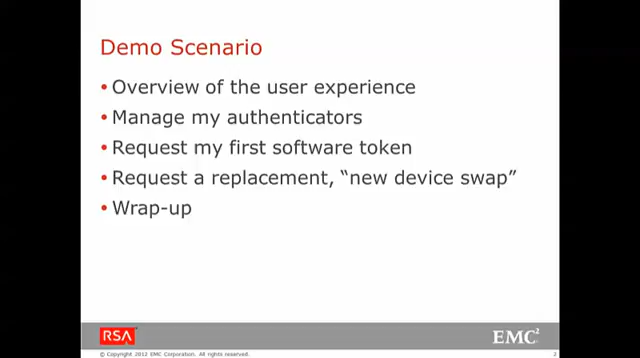 Demo Scenario
• Overview of the user experience
• Manage my authenticators
• Request my first software token
• Request a replacement, “new device swap”
• Wrap-up
RSA
EMC²
© Copyright 2012 EMC Corporation. All rights reserved.
2